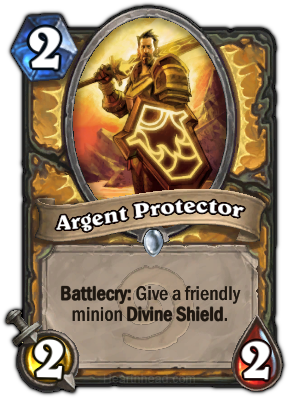 2
Argent Protector
Battlecry: Give a friendly
minion Divine Shield.
2 2